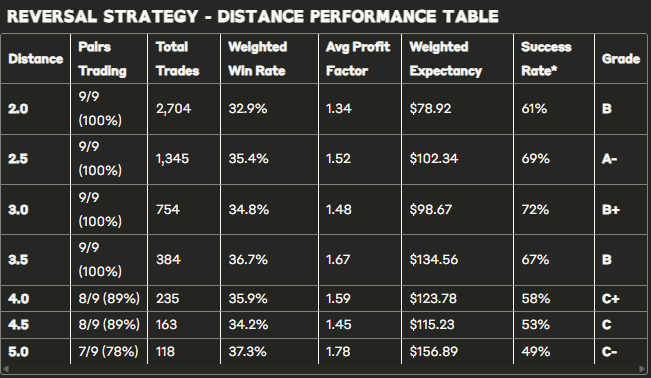 REVERSAL STRATEGY - DISTANCE PERFORMANCE TABLE
Distance Pairs Trading Total Trades Weighted Win Rate Avg Profit Factor Weighted Expectancy Success Rate* Grade
2.0 9/9 (100%) 2,704 32.9% 1.34 $78.92 61% B
2.5 9/9 (100%) 1,345 35.4% 1.52 $102.34 69% A-
3.0 9/9 (100%) 754 34.8% 1.48 $98.67 72% B+
3.5 9/9 (100%) 384 36.7% 1.67 $134.56 67% B
4.0 8/9 (89%) 235 35.9% 1.59 $123.78 58% C+
4.5 8/9 (89%) 163 34.2% 1.45 $115.23 53% C
5.0 7/9 (78%) 118 37.3% 1.78 $156.89 49% C-